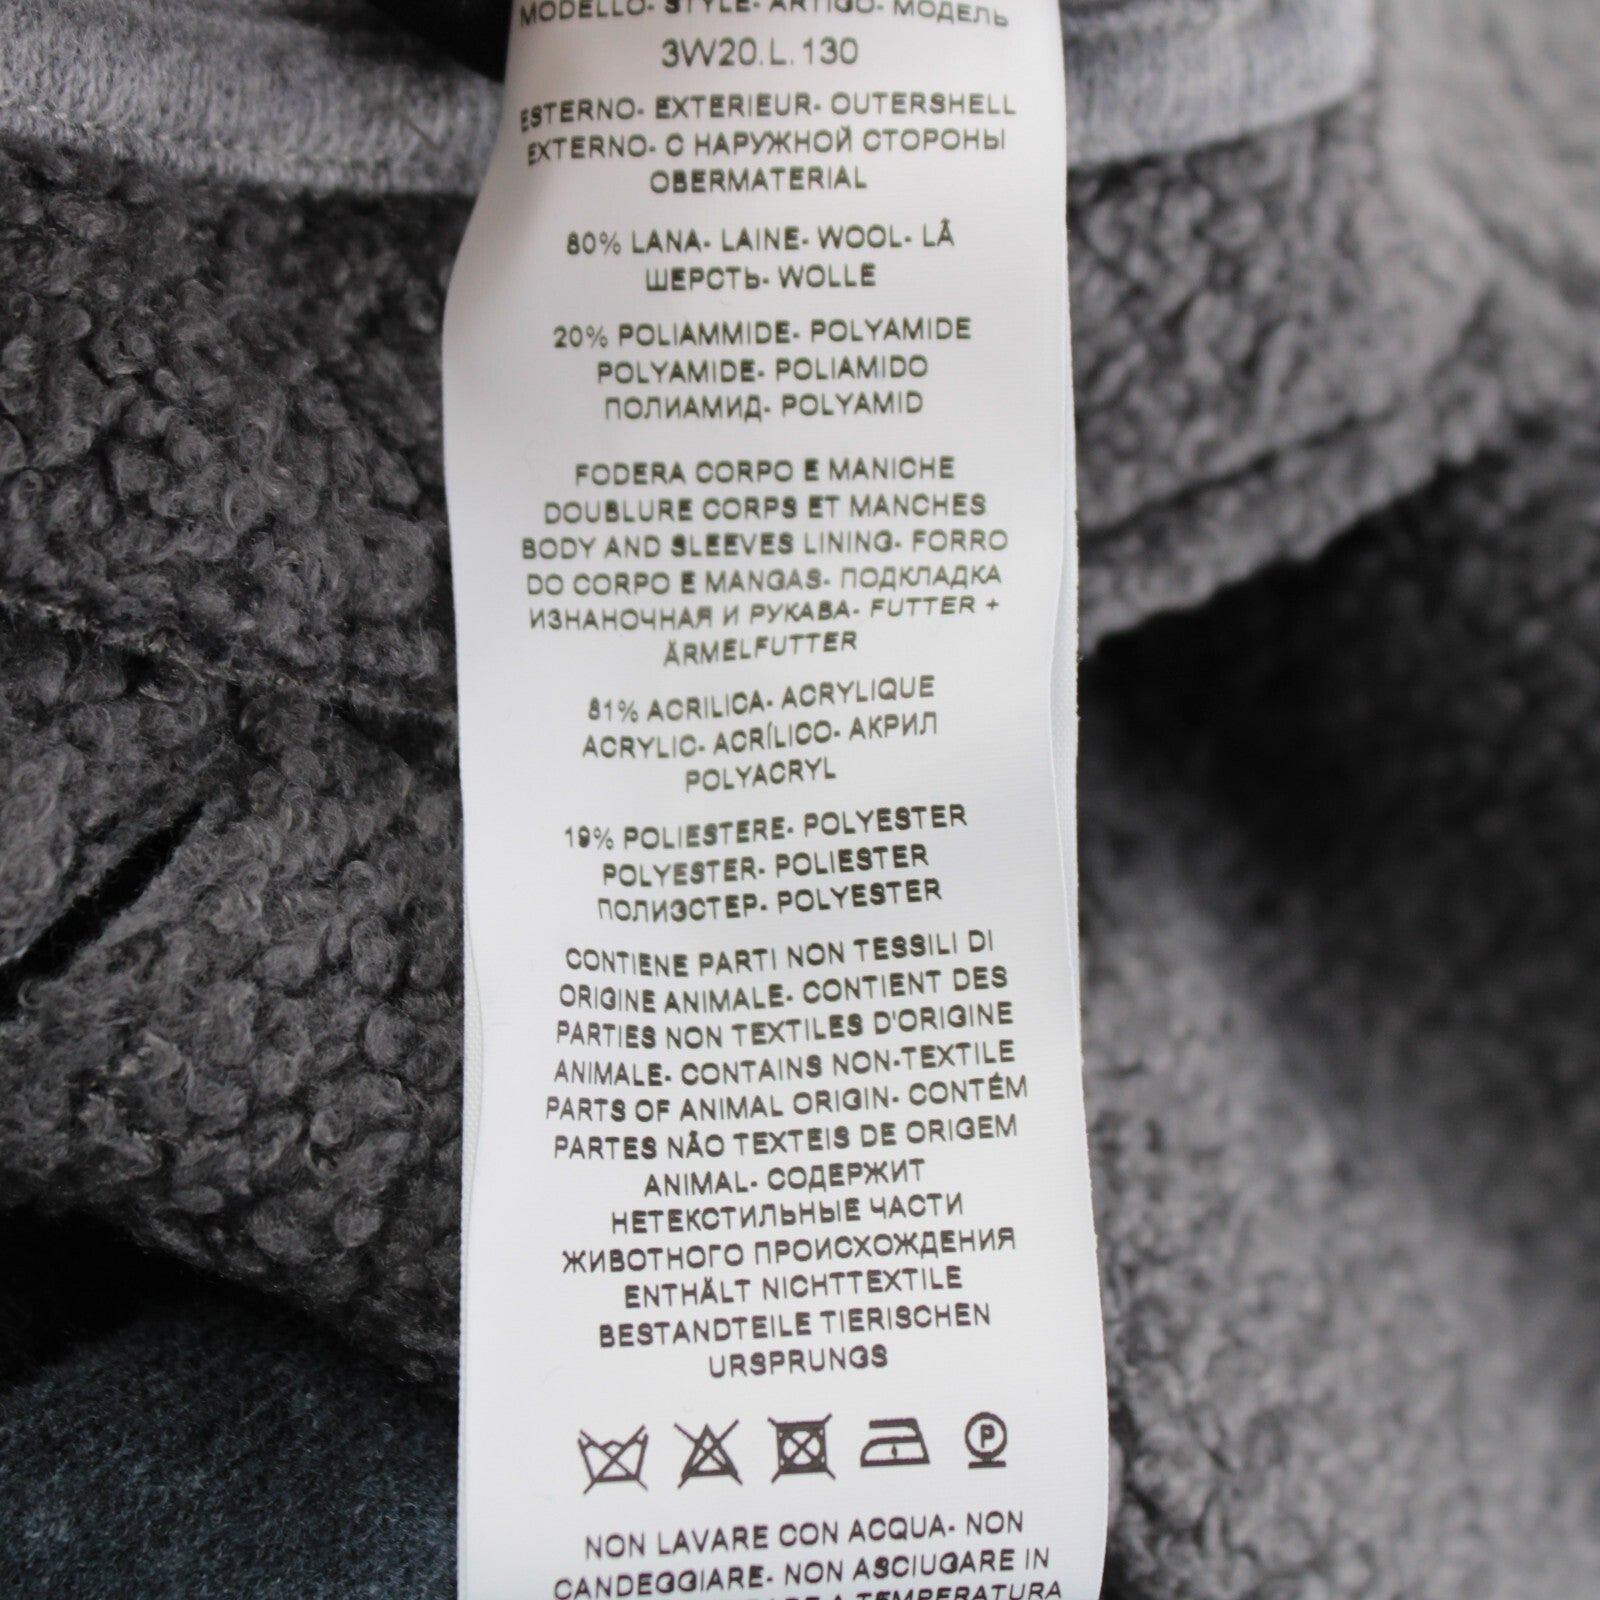 MODELLO- STYLE- ARTIGO- МОДЕЛЬ
3W20.L.130
ESTERNO- EXTERIEUR- OUTERSHELL
EXTERNO- С НАРУЖНОЙ СТОРОНЫ
OBERMATERIAL
80% LANA- LAINE- WOOL- LÃ
ШЕРСТЬ- WOLLE
20% POLIAMMIDE- POLYAMIDE
POLYAMIDE- POLIAMIDO
ПОЛИАМИД- POLYAMID
FODERA CORPO E MANICHE
DOUBLURE CORPS ET MANCHES
BODY AND SLEEVES LINING- FORRO
DO CORPO E MANGAS- ПОДКЛАДКА
ИЗНАНОЧНАЯ И РУКАВА- FUTTER +
ÄRMELFUTTER
81% ACRILICA- ACRYLIQUE
ACRYLIC- ACRÍLICO- АКРИЛ
POLYACRYL
19% POLIESTERE- POLYESTER
POLYESTER- POLIESTER
ПОЛИЭСТЕР- POLYESTER
CONTIENE PARTI NON TESSILI DI
ORIGINE ANIMALE- CONTIENT DES
PARTIES NON TEXTILES D'ORIGINE
ANIMALE- CONTAINS NON-TEXTILE
PARTS OF ANIMAL ORIGIN- CONTÉM
PARTES NÃO TEXTEIS DE ORIGEM
ANIMAL- СОДЕРЖИТ
НЕТЕКСТИЛЬНЫЕ ЧАСТИ
ЖИВОТНОГО ПРОИСХОЖДЕНИЯ
ENTHÄLT NICHTTEXTILE
BESTANDTEILE TIERISCHEN
URSPRUNGS
P
NON LAVARE CON ACQUA- NON
CANDEGGIARE- NON ASCIUGARE IN
A TEMPERATURA